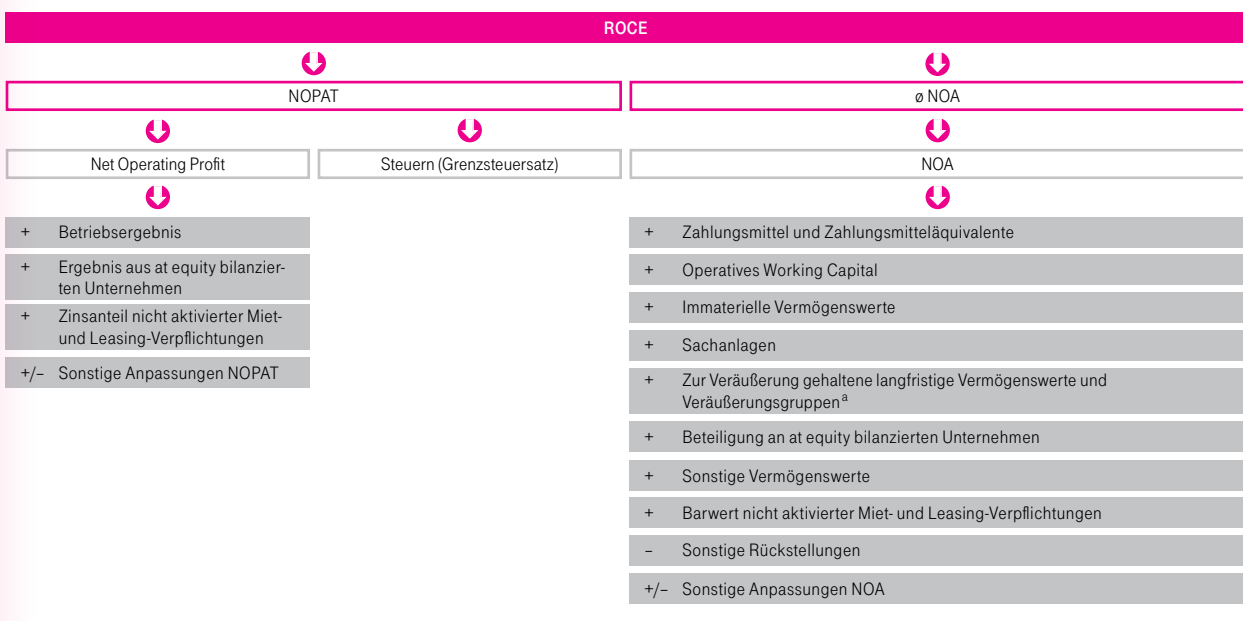 ROCE
NOPAT
ø NOA
Net Operating Profit
Steuern (Grenzsteuersatz)
NOA
+ Betriebsergebnis
+ Ergebnis aus at equity bilanzier-
ten Unternehmen
+ Zinsanteil nicht aktivierter Miet-
und Leasing-Verpflichtungen
+/– Sonstige Anpassungen NOPAT
+ Zahlungsmittel und Zahlungsmitteläquivalente
+ Operatives Working Capital
+ Immaterielle Vermögenswerte
+ Sachanlagen
+ Zur Veräußerung gehaltene langfristige Vermögenswerte und
Veräußerungsgruppen a
+ Beteiligung an at equity bilanzierten Unternehmen
+ Sonstige Vermögenswerte
+ Barwert nicht aktivierter Miet- und Leasing-Verpflichtungen
– Sonstige Rückstellungen
+/– Sonstige Anpassungen NOA